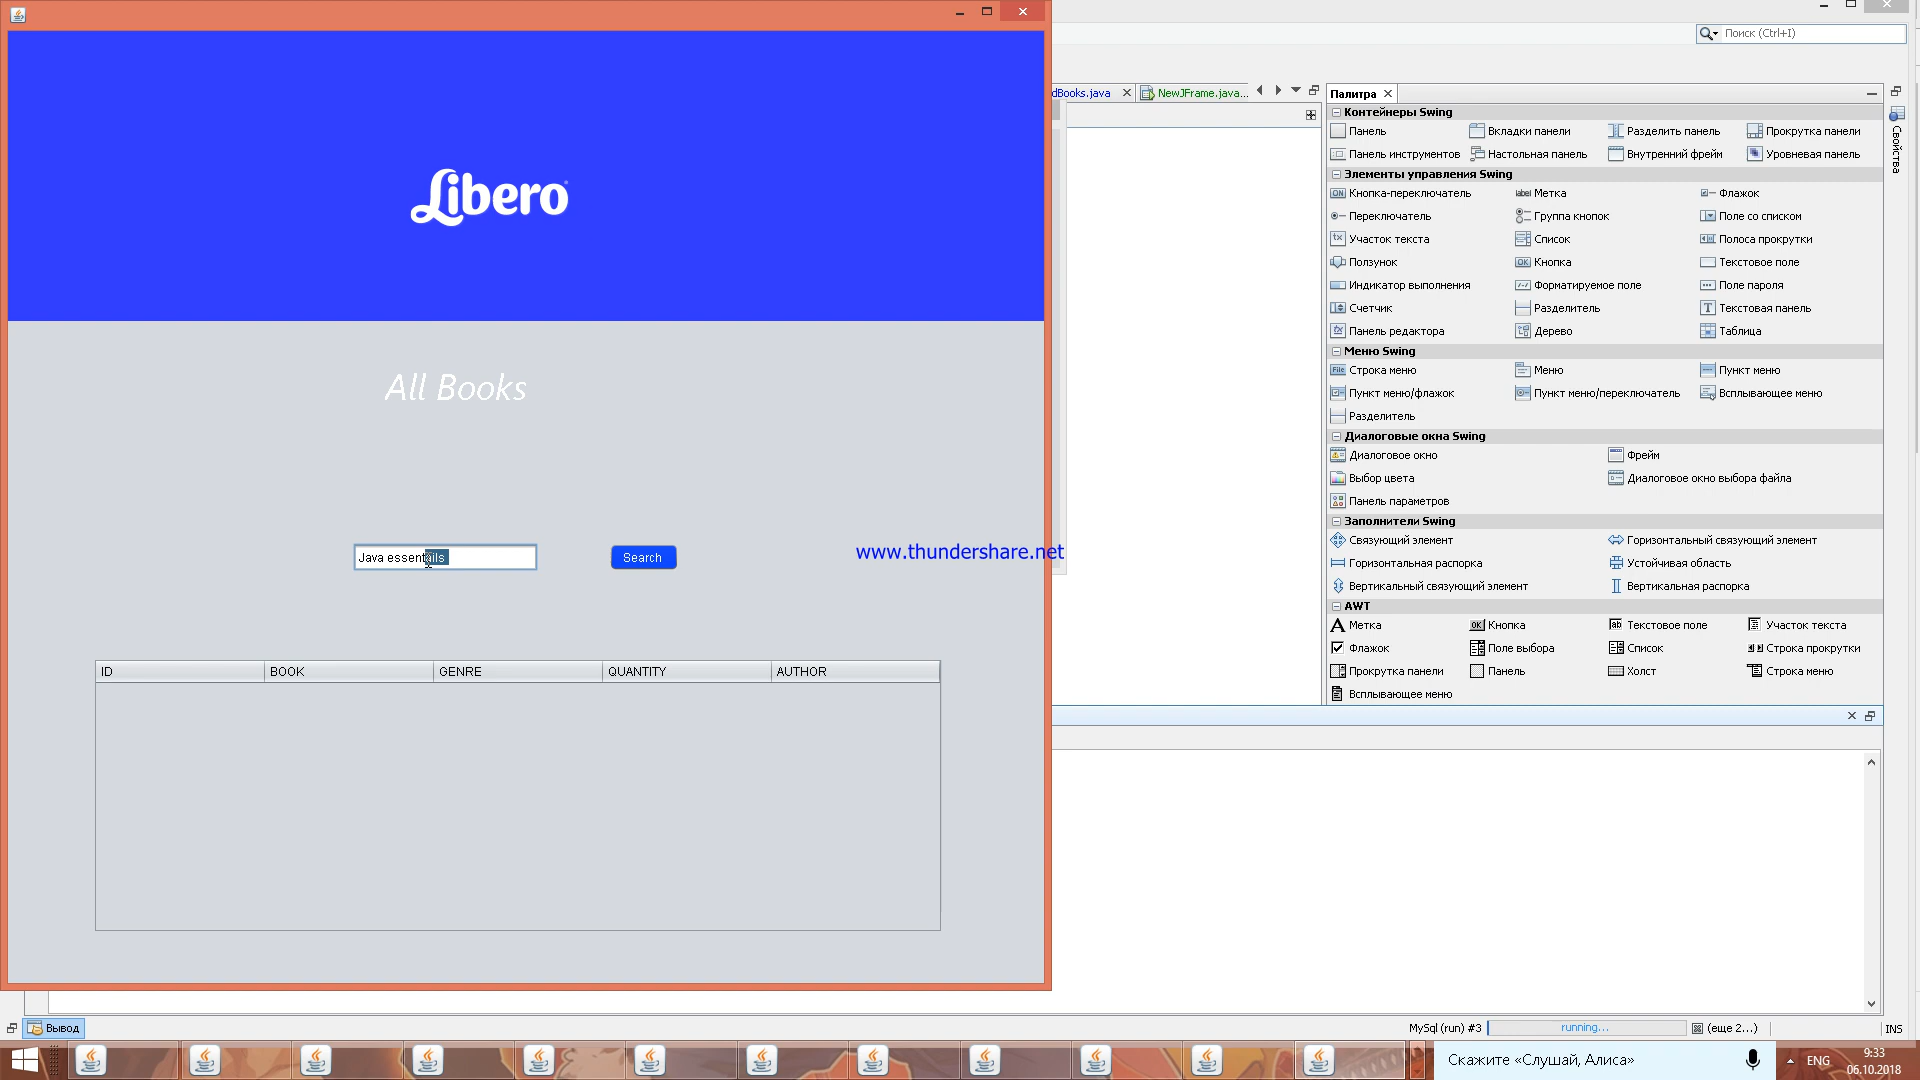 Поиск (Ctrl+I)
dBooks.java
NewJFrame.java...
Палитра
Libero
All Books
Java essentails
Search
www.thundershare.net
ID BOOK GENRE QUANTITY AUTHOR
Контейнеры Swing
Панель Вкладки панели Разделить панель Прокрутка панели
Панель инструментов Настольная панель Внутренний фрейм Уровневая панель
Элементы управления Swing
ON Кнопка-переключатель label Метка Флажок
Переключатель Группа кнопок Поле со списком
Участок текста Список Полоса прокрутки
Ползунок OK Кнопка Текстовое поле
Индикатор выполнения Форматируемое поле Поле пароля
Счетчик Разделитель Текстовая панель
Панель редактора Дерево Таблица
Меню Swing
File Строка меню Меню Пункт меню
Пункт меню/флажок Пункт меню/переключатель Всплывающее меню
Разделитель
Диалоговые окна Swing
Диалоговое окно Фрейм
Выбор цвета Диалоговое окно выбора файла
Панель параметров
Заполнители Swing
Связующий элемент Горизонтальный связующий элемент
Горизонтальная распорка Устойчивая область
Вертикальный связующий элемент Вертикальная распорка
AWT
A Метка OK Кнопка ab Текстовое поле Участок текста
Флажок Поле выбора Список Строка прокрутки
Прокрутка панели Панель Холст Строка меню
Всплывающее меню
Свойства
Вывод
MySql (run) #3 running... (еще 2...) INS
Скажите «Слушай, Алиса» ENG 9:33
06.10.2018